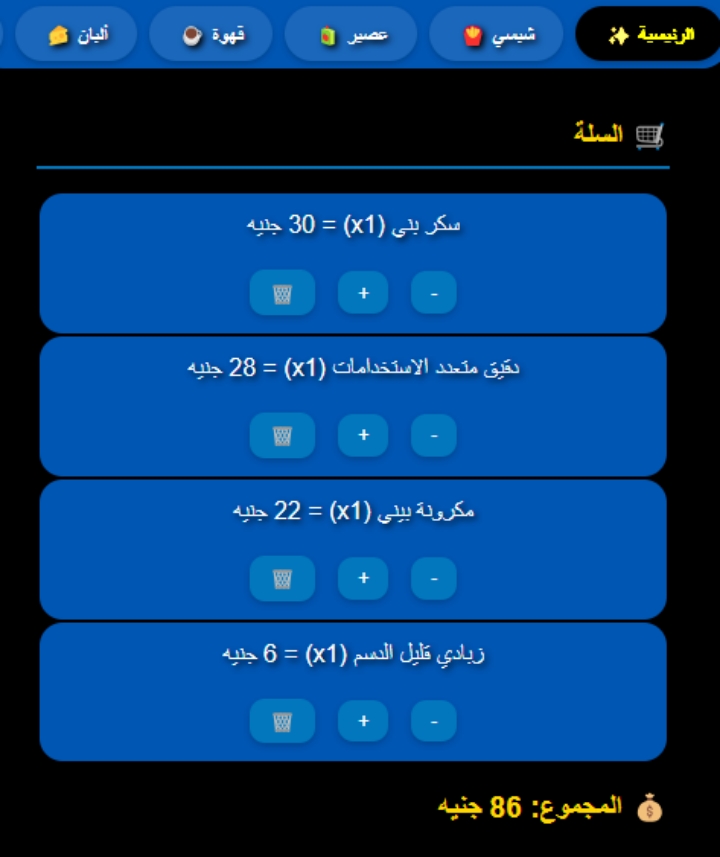 الرئيسية ✨ شيبسي 🍟 عصير 🧃 قهوة ☕ ألبان 🧀
🛒 السلة
سكر بني (x1) = 30 جنيه
- + 🗑️
دقيق متعدد الاستخدامات (x1) = 28 جنيه
- + 🗑️
مكرونة بيني (x1) = 22 جنيه
- + 🗑️
زبادي قليل الدسم (x1) = 6 جنيه
- + 🗑️
💰 المجموع: 86 جنيه